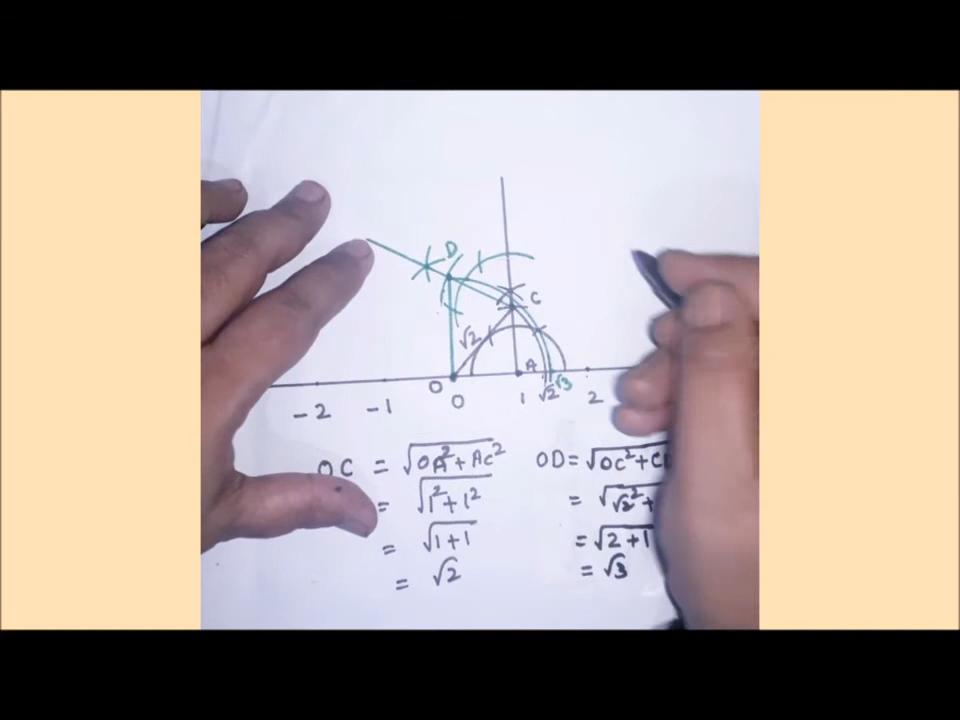 D
C
√2
A
O
-2 -1 0 1 √2 √3 2
OC = √OA²+AC² OD = √OC²+
= √1²+1² = √√2²+
= √1+1 = √2+1
= √2 = √3